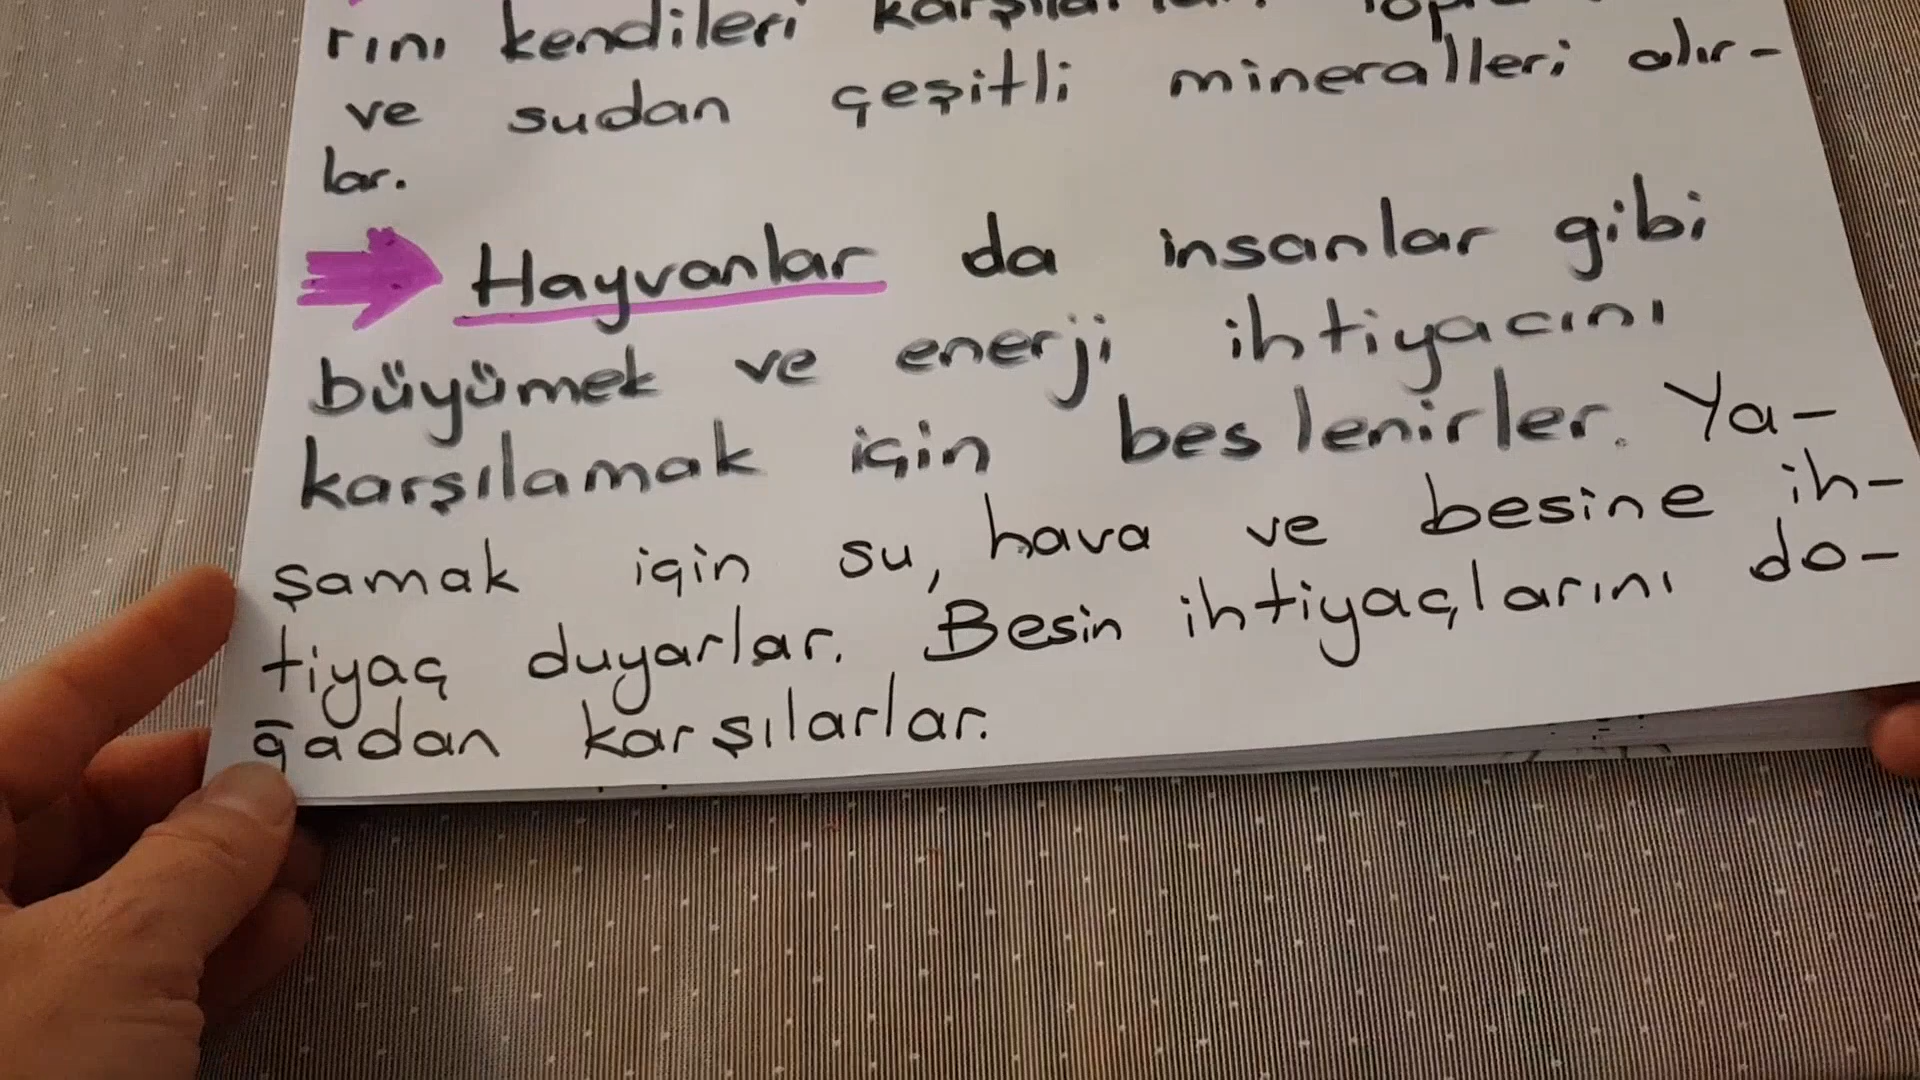 rını kendileri
ve sudan çeşitli mineralleri alır-
lar.
Hayvanlar da insanlar gibi
büyümek ve enerji ihtiyacını
karşılamak için beslenirler. Ya-
şamak için su, hava ve besine ih-
tiyaç duyarlar. Besin ihtiyaçlarını do-
ğadan karşılarlar.